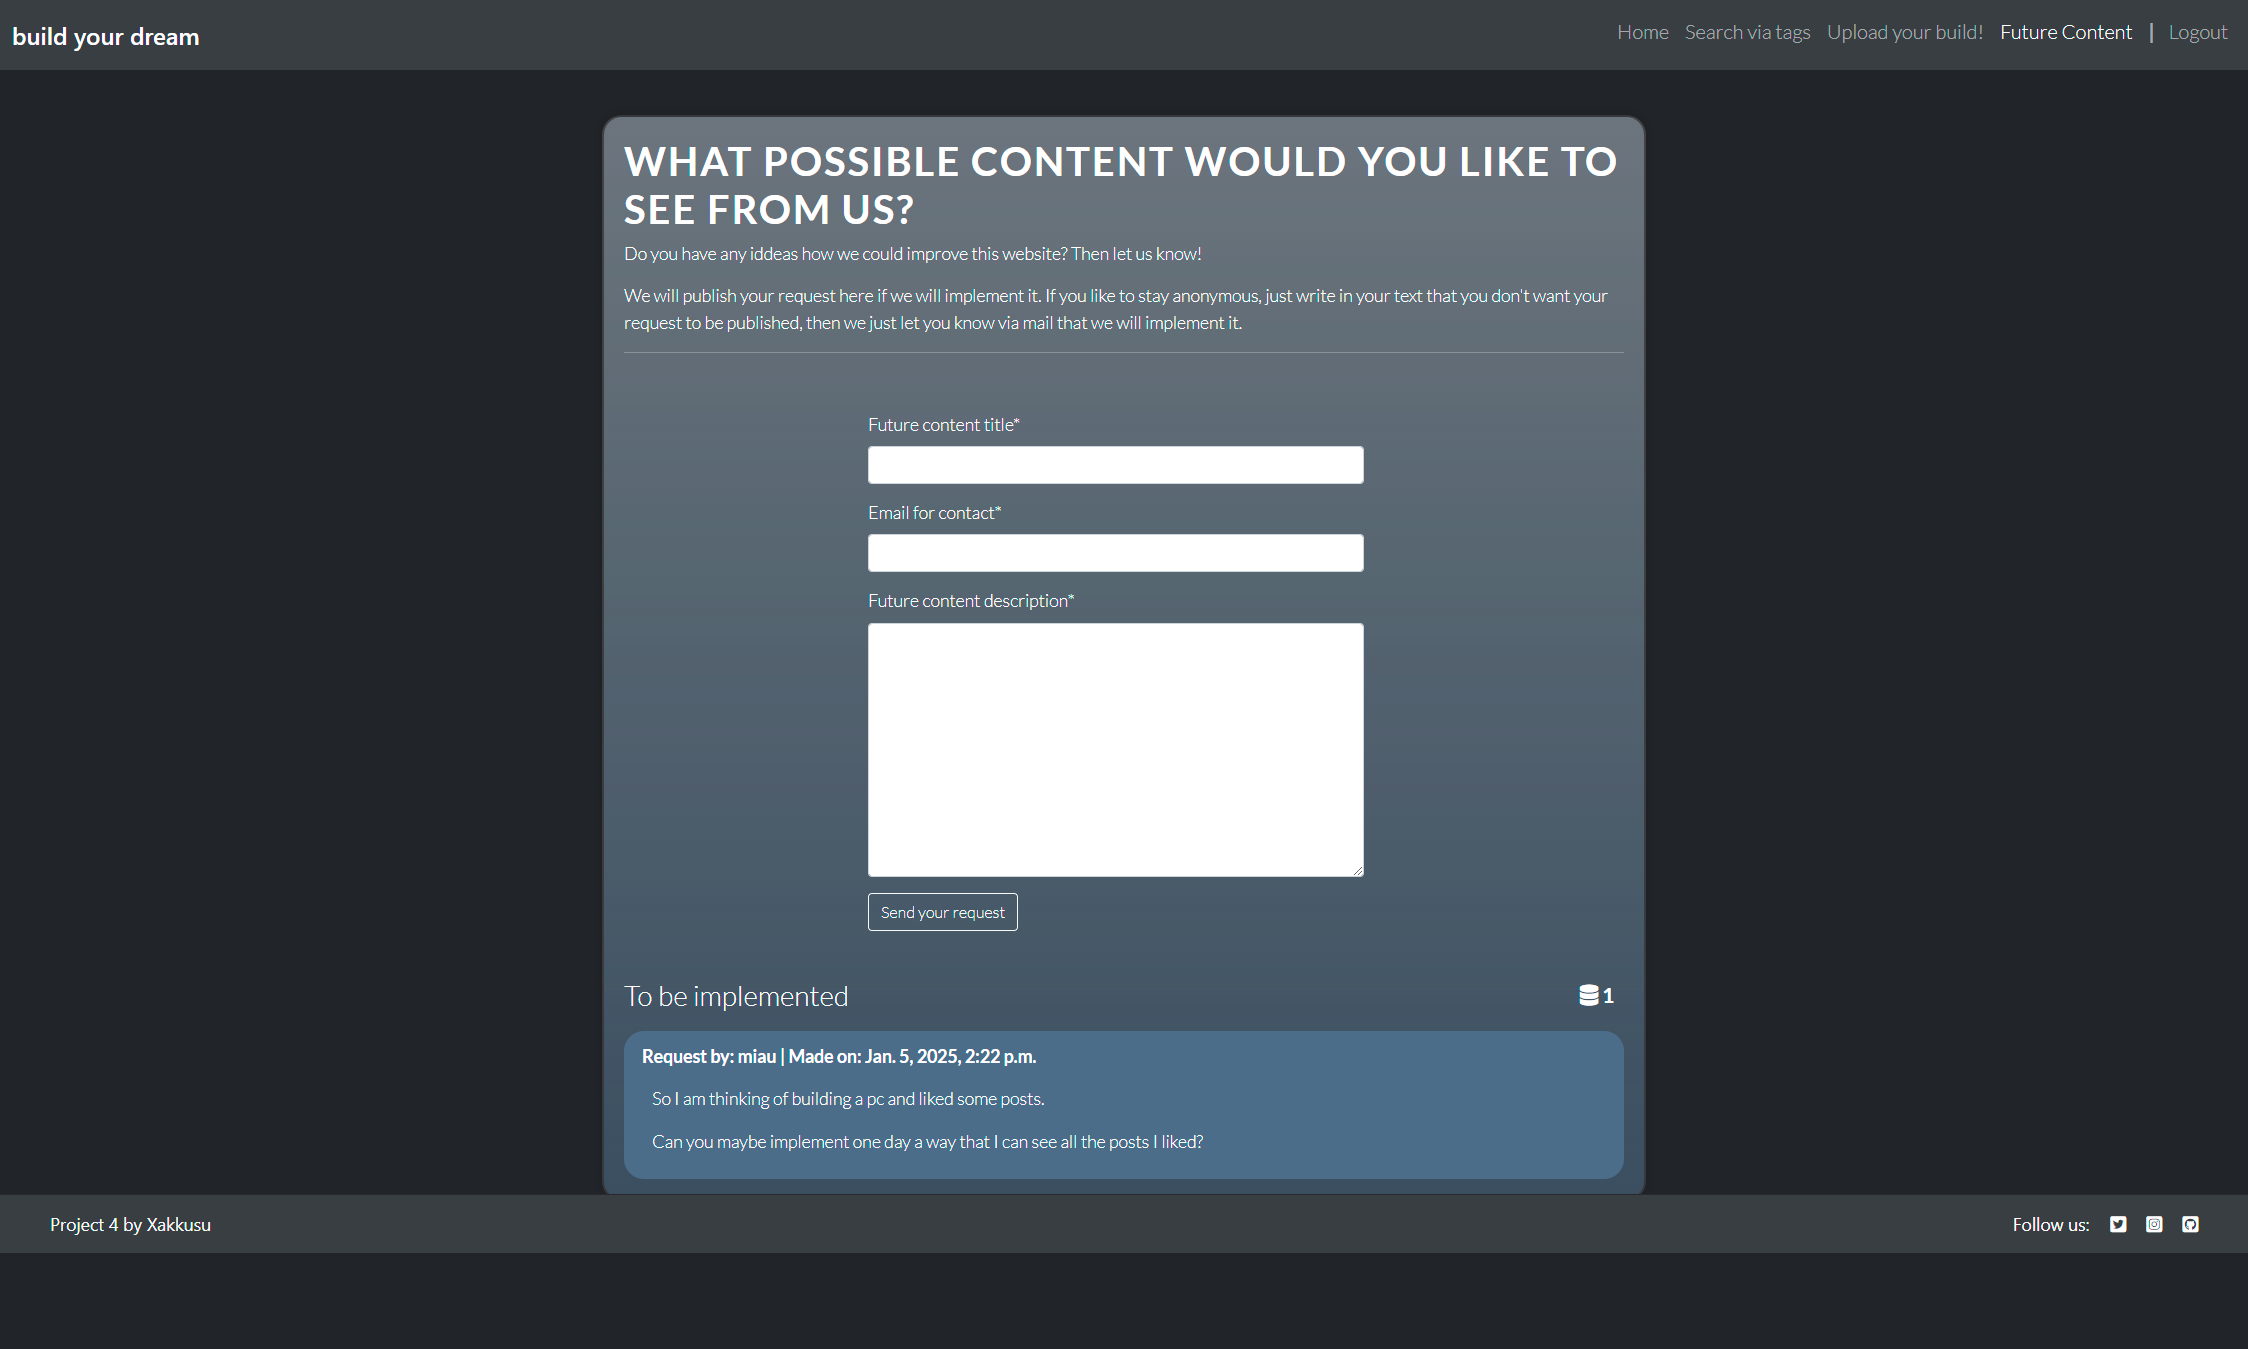 build your dream
Home Search via tags Upload your build! Future Content | Logout
WHAT POSSIBLE CONTENT WOULD YOU LIKE TO
SEE FROM US?
Do you have any iddeas how we could improve this website? Then let us know!
We will publish your request here if we will implement it. If you like to stay anonymous, just write in your text that you don't want your
request to be published, then we just let you know via mail that we will implement it.
Future content title*
Email for contact*
Future content description*
Send your request
To be implemented 1
Request by: miau | Made on: Jan. 5, 2025, 2:22 p.m.
So I am thinking of building a pc and liked some posts.
Can you maybe implement one day a way that I can see all the posts I liked?
Project 4 by Xakkusu Follow us: